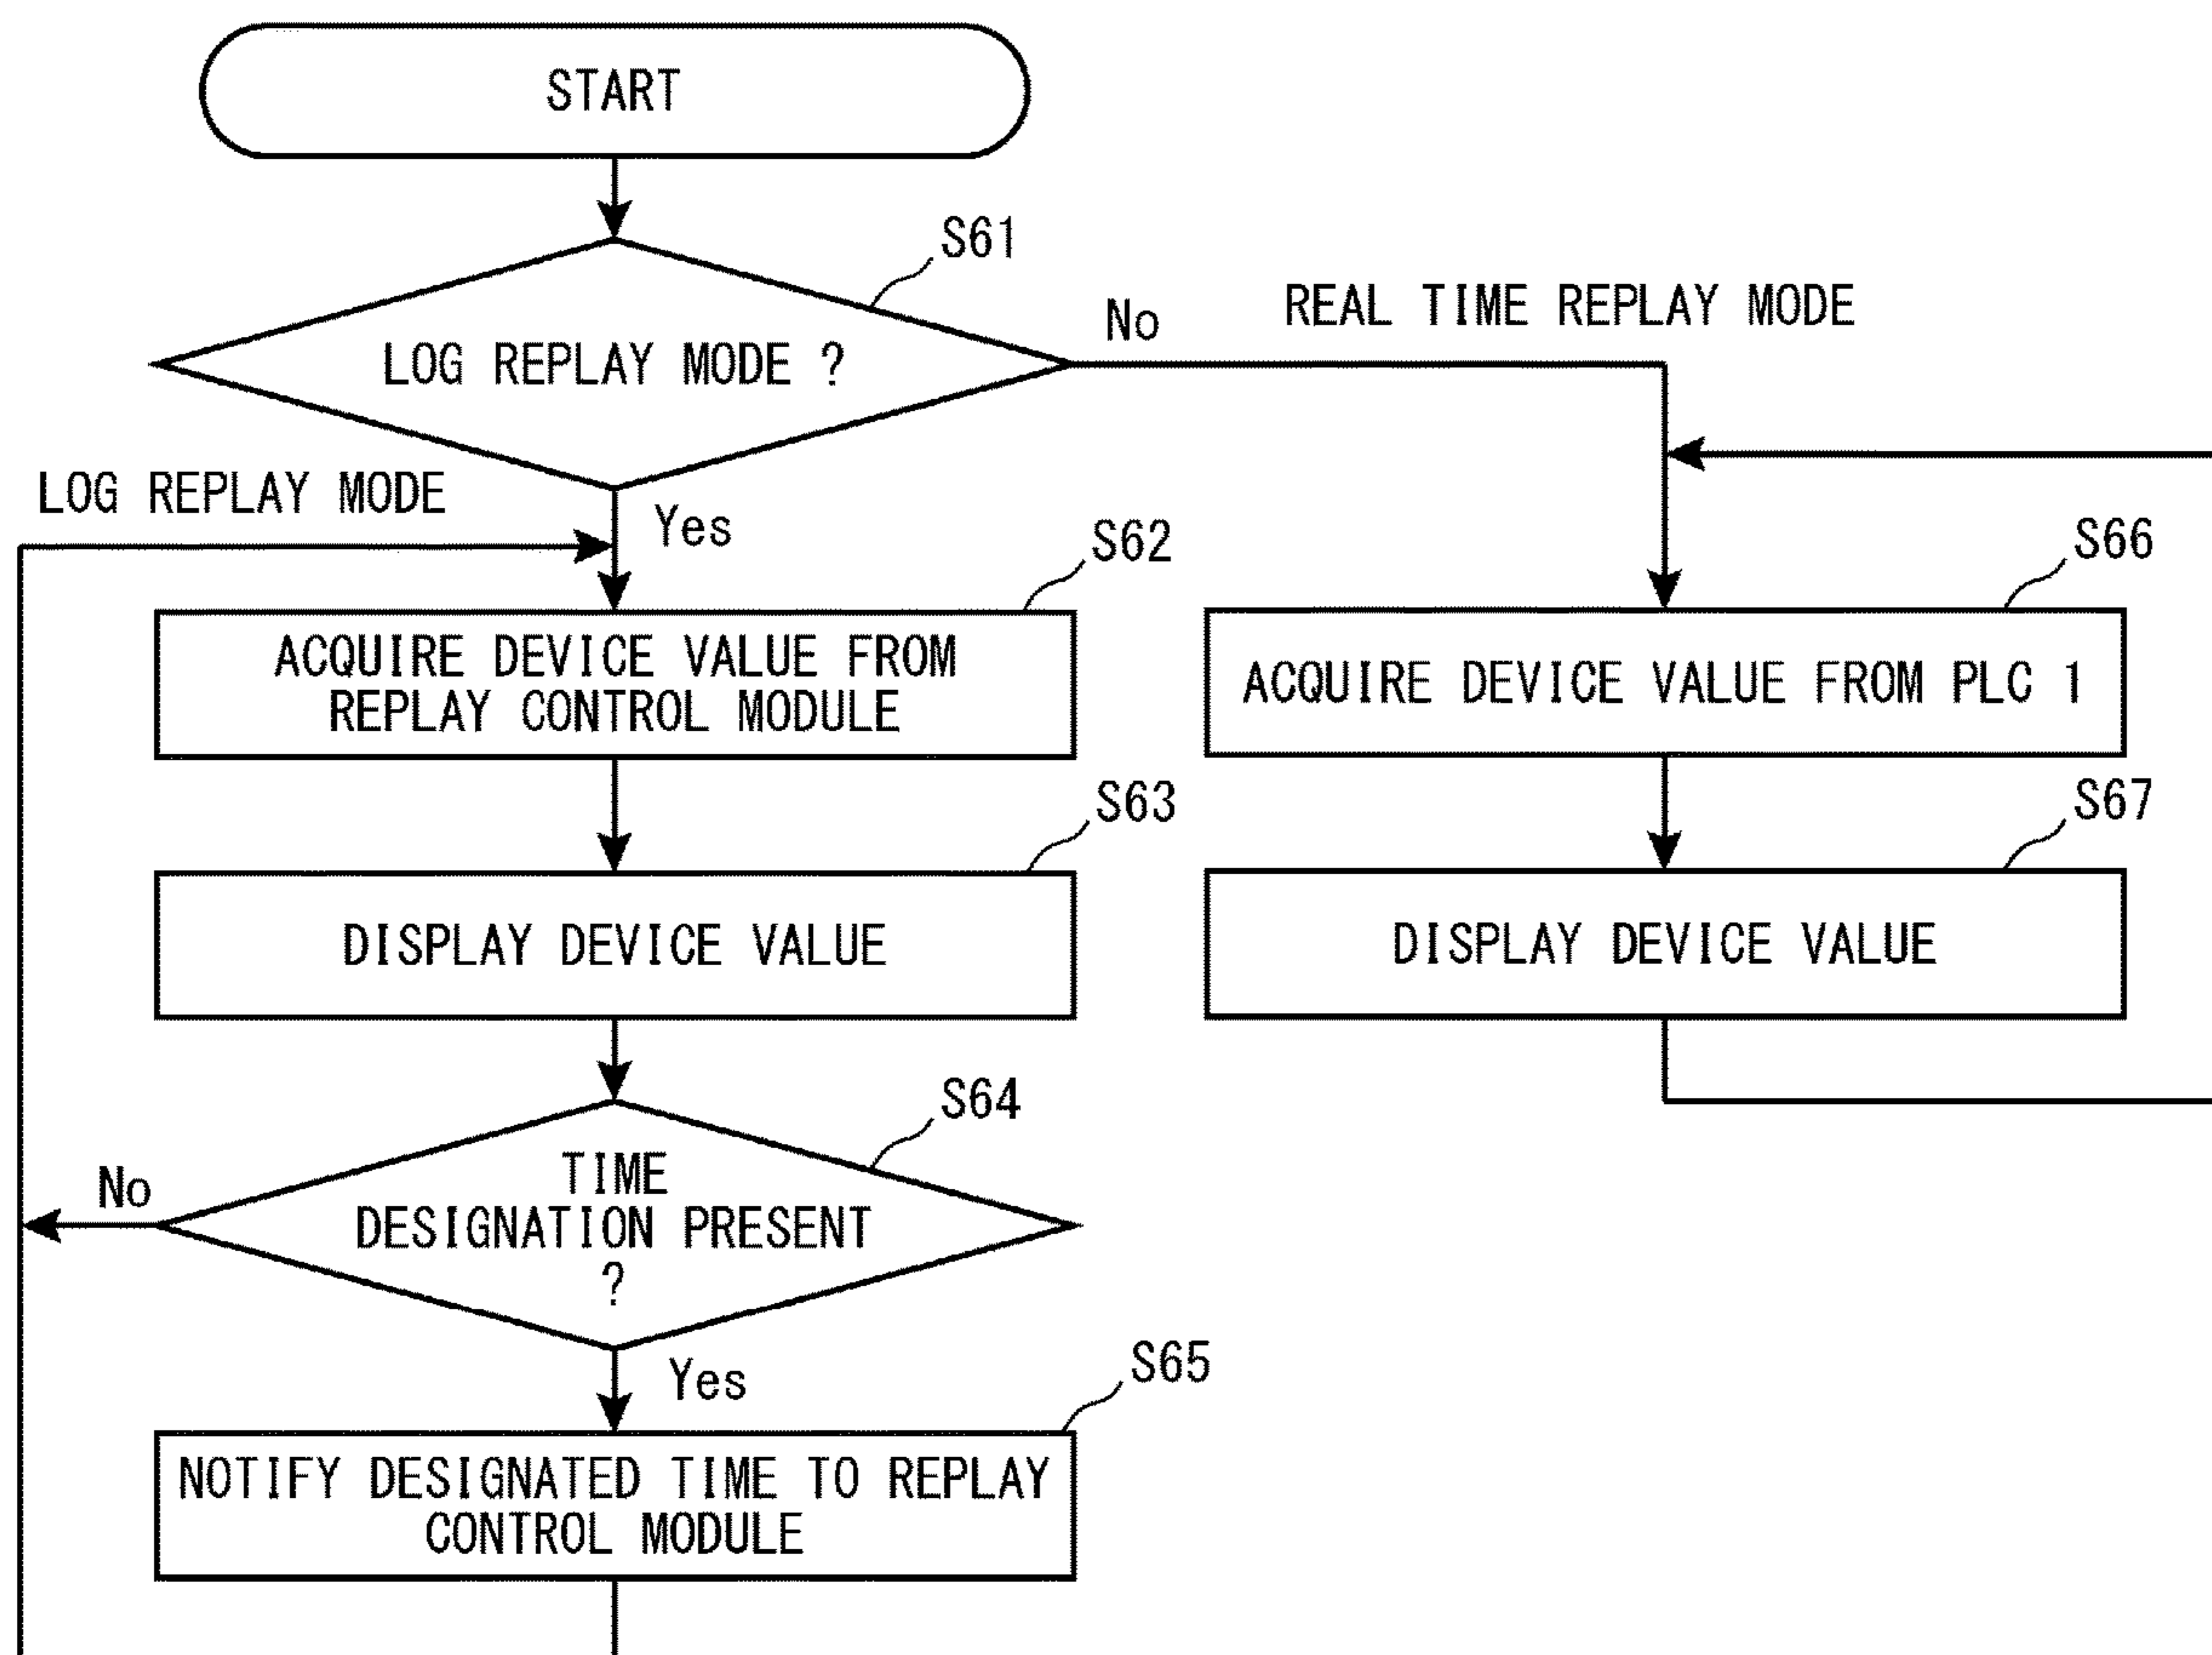 START
S61
No
REAL TIME REPLAY MODE
LOG REPLAY MODE ?
LOG REPLAY MODE
Yes
S62
ACQUIRE DEVICE VALUE FROM
REPLAY CONTROL MODULE
S66
ACQUIRE DEVICE VALUE FROM PLC 1
S63
DISPLAY DEVICE VALUE
S67
DISPLAY DEVICE VALUE
S64
TIME
DESIGNATION PRESENT
?
No
Yes
S65
NOTIFY DESIGNATED TIME TO REPLAY
CONTROL MODULE